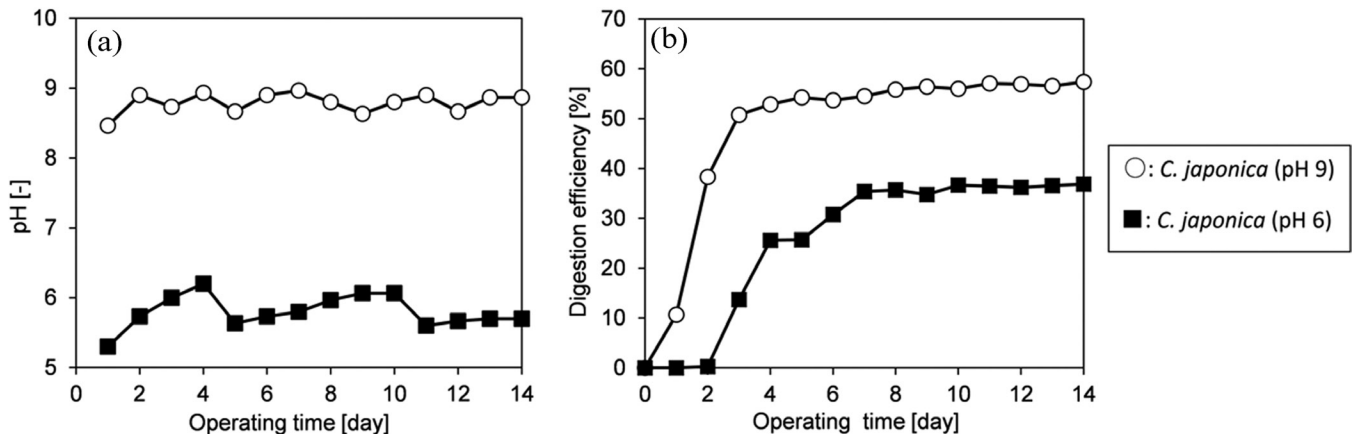 (a)
10
9
8
7
6
5
pH [-]
0 2 4 6 8 10 12 14
Operating time [day]
(b)
70
60
50
40
30
20
10
0
Digestion efficiency [%]
0 2 4 6 8 10 12 14
Operating time [day]
: C. japonica (pH 9)
: C. japonica (pH 6)